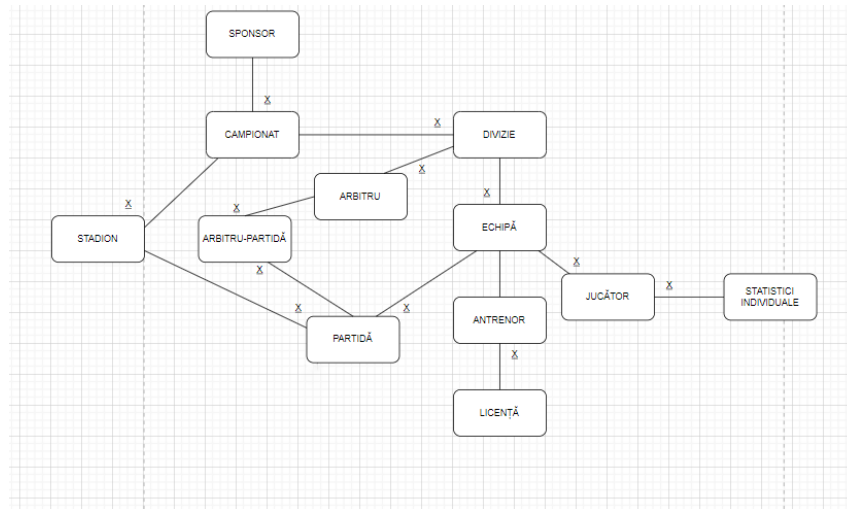 SPONSOR
X
CAMPIONAT
X
DIVIZIE
X
ARBITRU
X
X
X
STADION
ARBITRU-PARTIDĂ
ECHIPĂ
X
X
X
JUCĂTOR
X
STATISTICI
INDIVIDUALE
X
X
ANTRENOR
PARTIDĂ
X
LICENȚĂ